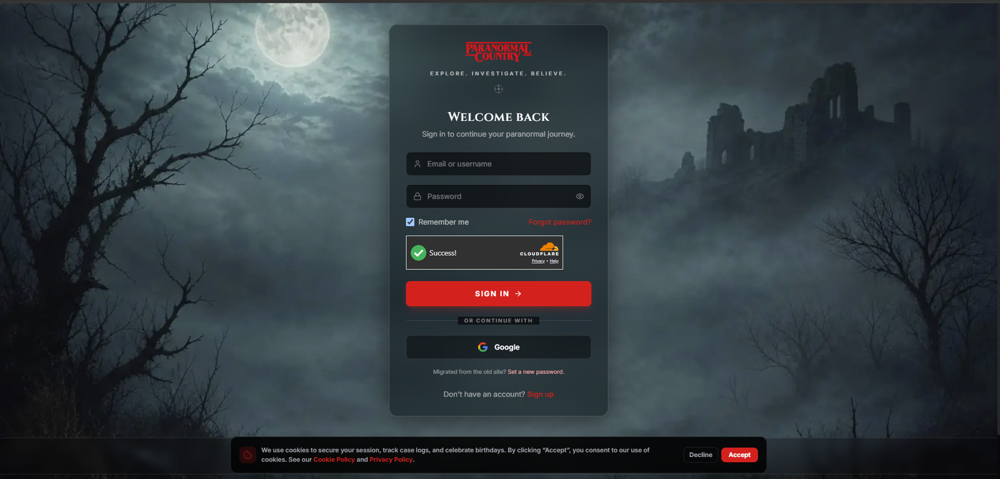 PARANORMAL
COUNTRY
EXPLORE. INVESTIGATE. BELIEVE.
WELCOME BACK
Sign in to continue your paranormal journey.
Email or username
Password
Remember me
Forgot password?
Success!
CLOUDFLARE
Privacy • Help
SIGN IN →
OR CONTINUE WITH
Google
Migrated from the old site? Set a new password.
Don't have an account? Sign up
We use cookies to secure your session, track case logs, and celebrate birthdays. By clicking “Accept”, you consent to our use of
cookies. See our Cookie Policy and Privacy Policy.
Decline
Accept